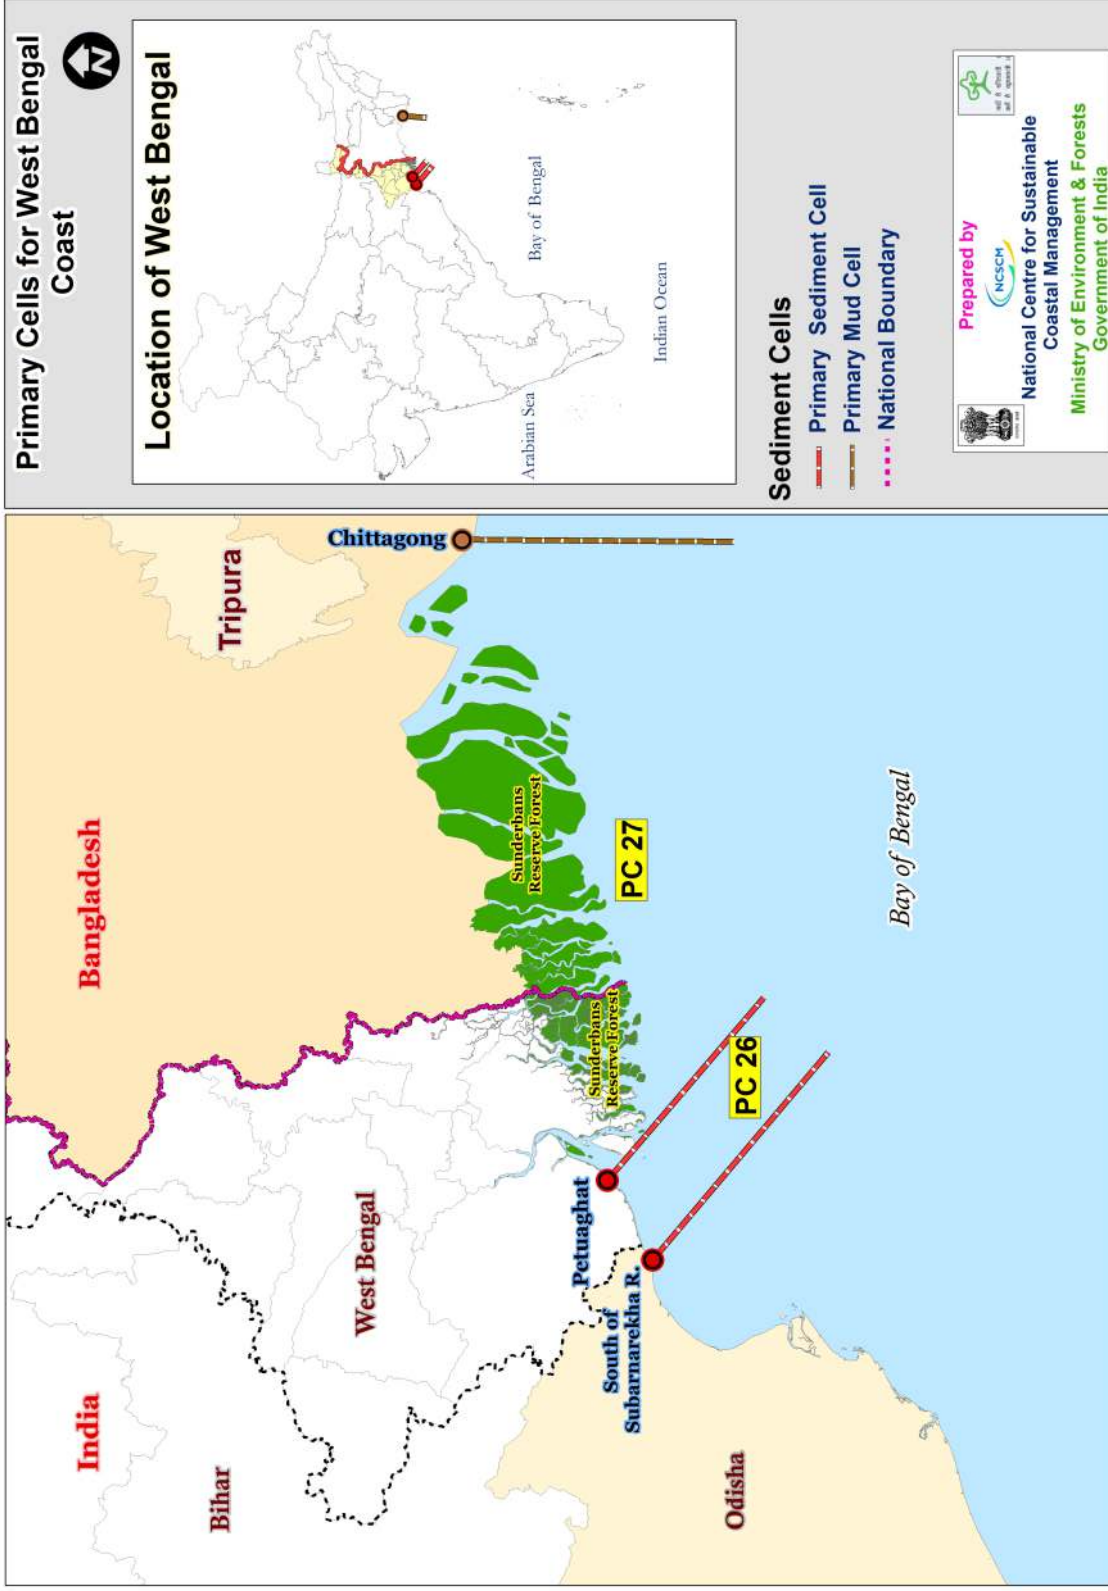 Primary Cells for West Bengal
Coast
N
Location of West Bengal
Arabian Sea
Bay of Bengal
Indian Ocean
Sediment Cells
Primary Sediment Cell
Primary Mud Cell
National Boundary
Prepared by
NCSCM
National Centre for Sustainable
Coastal Management
Ministry of Environment & Forests
Government of India
India
Bangladesh
Tripura
Bihar
West Bengal
Chittagong
Sunderbans
Reserve Forest
Sunderbans
Reserve Forest
PC 27
Petuaghat
South of
Subarnarekha R.
PC 26
Odisha
Bay of Bengal